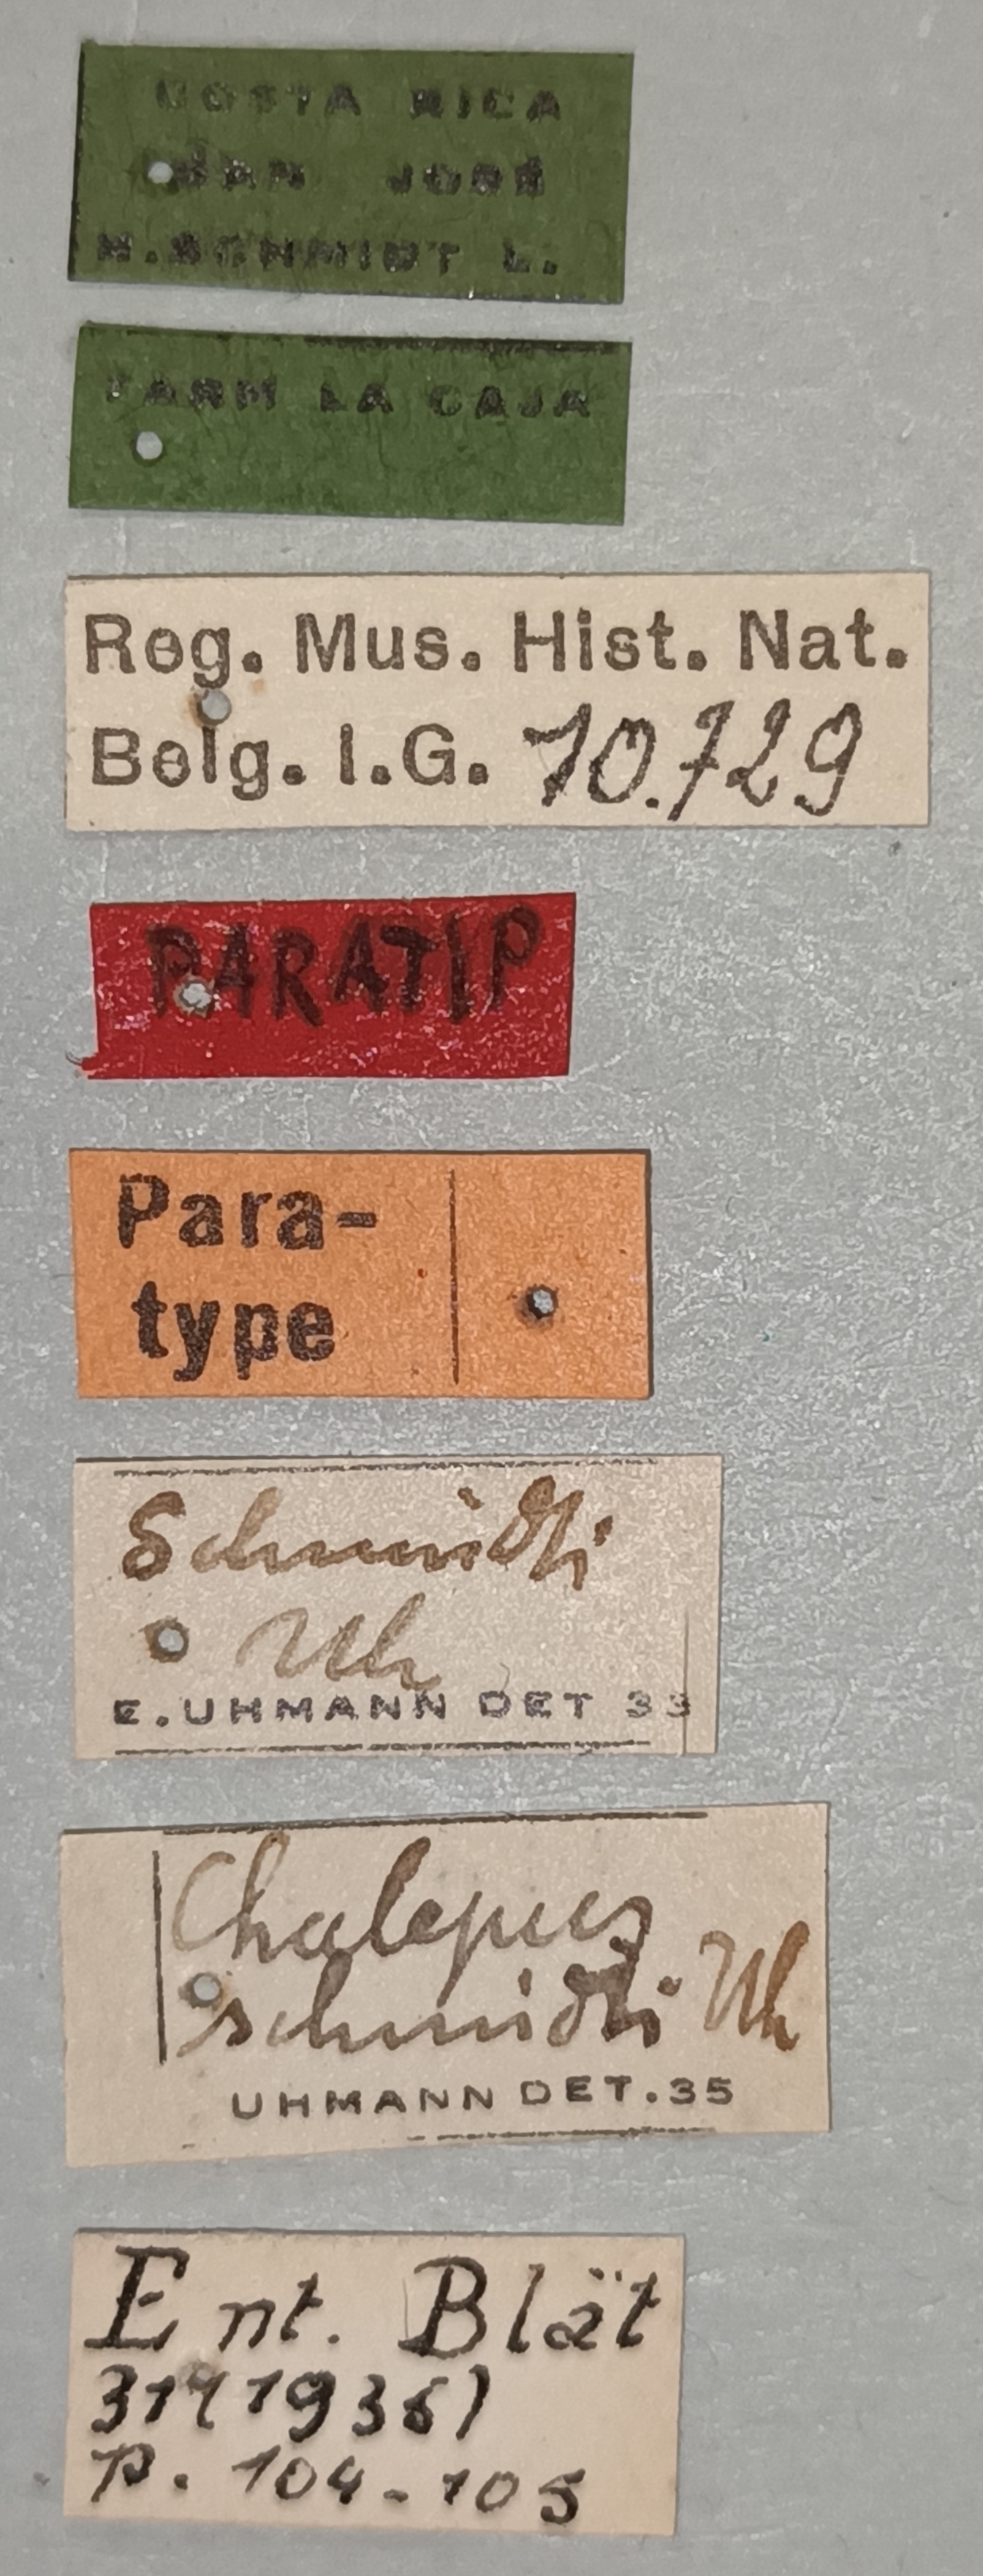 COSTA RICA
SAN JOSÉ
H.SCHMIDT L.
FARM LA CAJA
Reg. Mus. Hist. Nat.
Belg. I.G. 10.729
PARATIP
Para-
type
Schmidti
Uh
E.UHMANN DET 33
Chalepus
schmidti Uh
UHMANN DET.35
Ent. Blät
31(1935)
P. 104-105